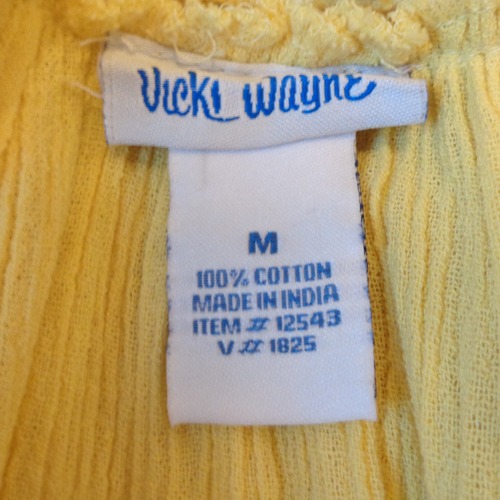 Vicki Wayne
M
100% COTTON
MADE IN INDIA
ITEM # 12543
V # 1825